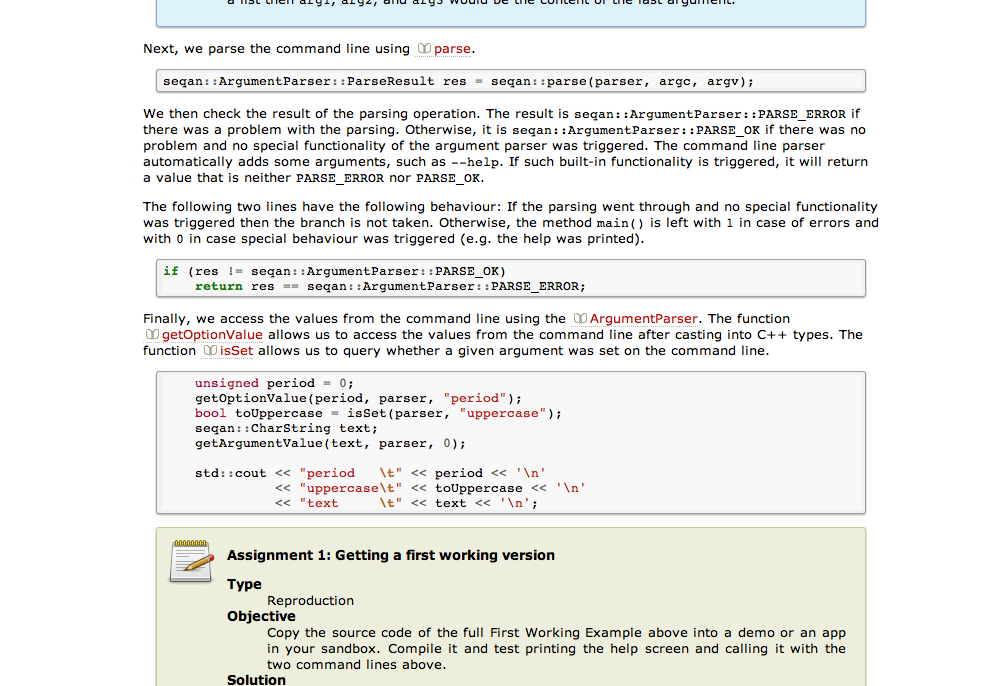 a list then arg1, arg2, and arg3 would be the content of the last argument.
Next, we parse the command line using parse.
seqan::ArgumentParser::ParseResult res = seqan::parse(parser, argc, argv);
We then check the result of the parsing operation. The result is seqan::ArgumentParser::PARSE_ERROR if
there was a problem with the parsing. Otherwise, it is seqan::ArgumentParser::PARSE_OK if there was no
problem and no special functionality of the argument parser was triggered. The command line parser
automatically adds some arguments, such as --help. If such built-in functionality is triggered, it will return
a value that is neither PARSE_ERROR nor PARSE_OK.
The following two lines have the following behaviour: If the parsing went through and no special functionality
was triggered then the branch is not taken. Otherwise, the method main() is left with 1 in case of errors and
with 0 in case special behaviour was triggered (e.g. the help was printed).
if (res != seqan::ArgumentParser::PARSE_OK)
    return res == seqan::ArgumentParser::PARSE_ERROR;
Finally, we access the values from the command line using the ArgumentParser. The function
getOptionValue allows us to access the values from the command line after casting into C++ types. The
function isSet allows us to query whether a given argument was set on the command line.
    unsigned period = 0;
    getOptionValue(period, parser, "period");
    bool toUppercase = isSet(parser, "uppercase");
    seqan::CharString text;
    getArgumentValue(text, parser, 0);
    std::cout << "period   \t" << period << '\n'
              << "uppercase\t" << toUppercase << '\n'
              << "text     \t" << text << '\n';
Assignment 1: Getting a first working version
Type
Reproduction
Objective
Copy the source code of the full First Working Example above into a demo or an app
in your sandbox. Compile it and test printing the help screen and calling it with the
two command lines above.
Solution